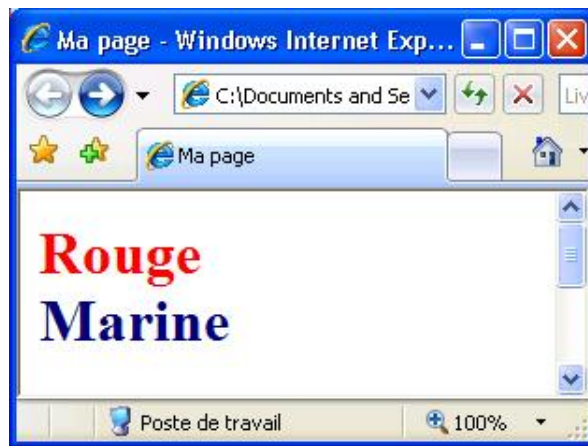 Ma page - Windows Internet Exp...
C:\Documents and Se
Liv
Ma page
Rouge
Marine
Poste de travail
100%